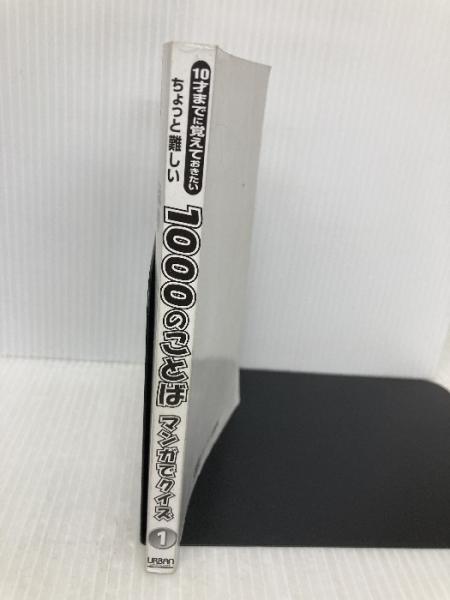 10才までに覚えておきたい
ちょっと難しい
1000のことば
マンガでクイズ
1
URBAN